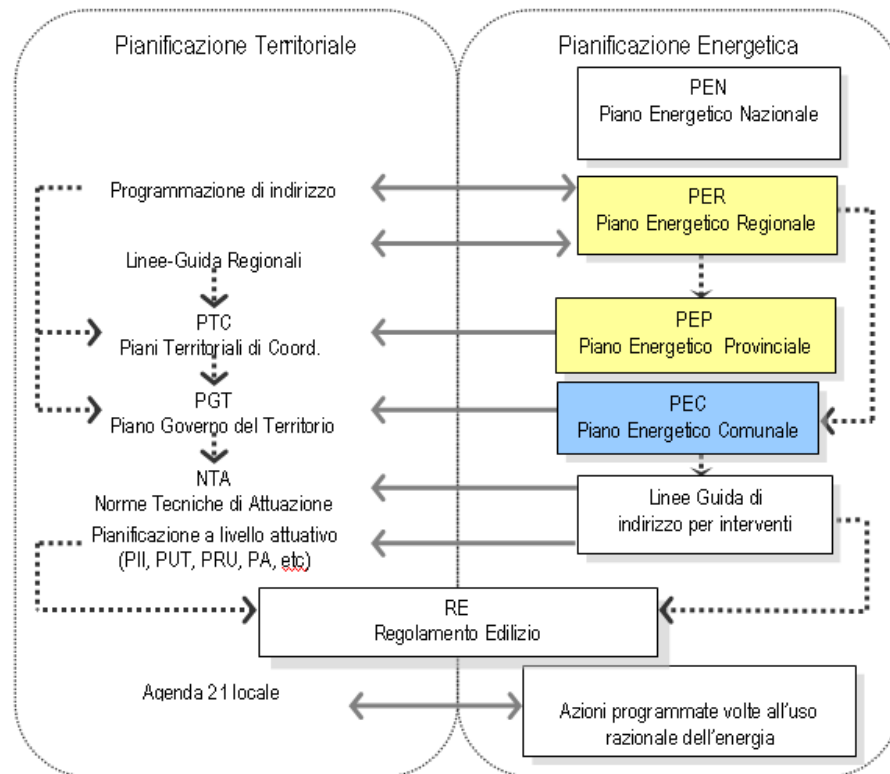 Pianificazione Territoriale
Pianificazione Energetica
PEN
Piano Energetico Nazionale
Programmazione di indirizzo
PER
Piano Energetico Regionale
Linee-Guida Regionali
PTC
Piani Territoriali di Coord.
PEP
Piano Energetico Provinciale
PGT
Piano Governo del Territorio
PEC
Piano Energetico Comunale
NTA
Norme Tecniche di Attuazione
Linee Guida di
indirizzo per interventi
Pianificazione a livello attuativo
(PII, PUT, PRU, PA, etc)
RE
Regolamento Edilizio
Agenda 21 locale
Azioni programmate volte all'uso
razionale dell'energia